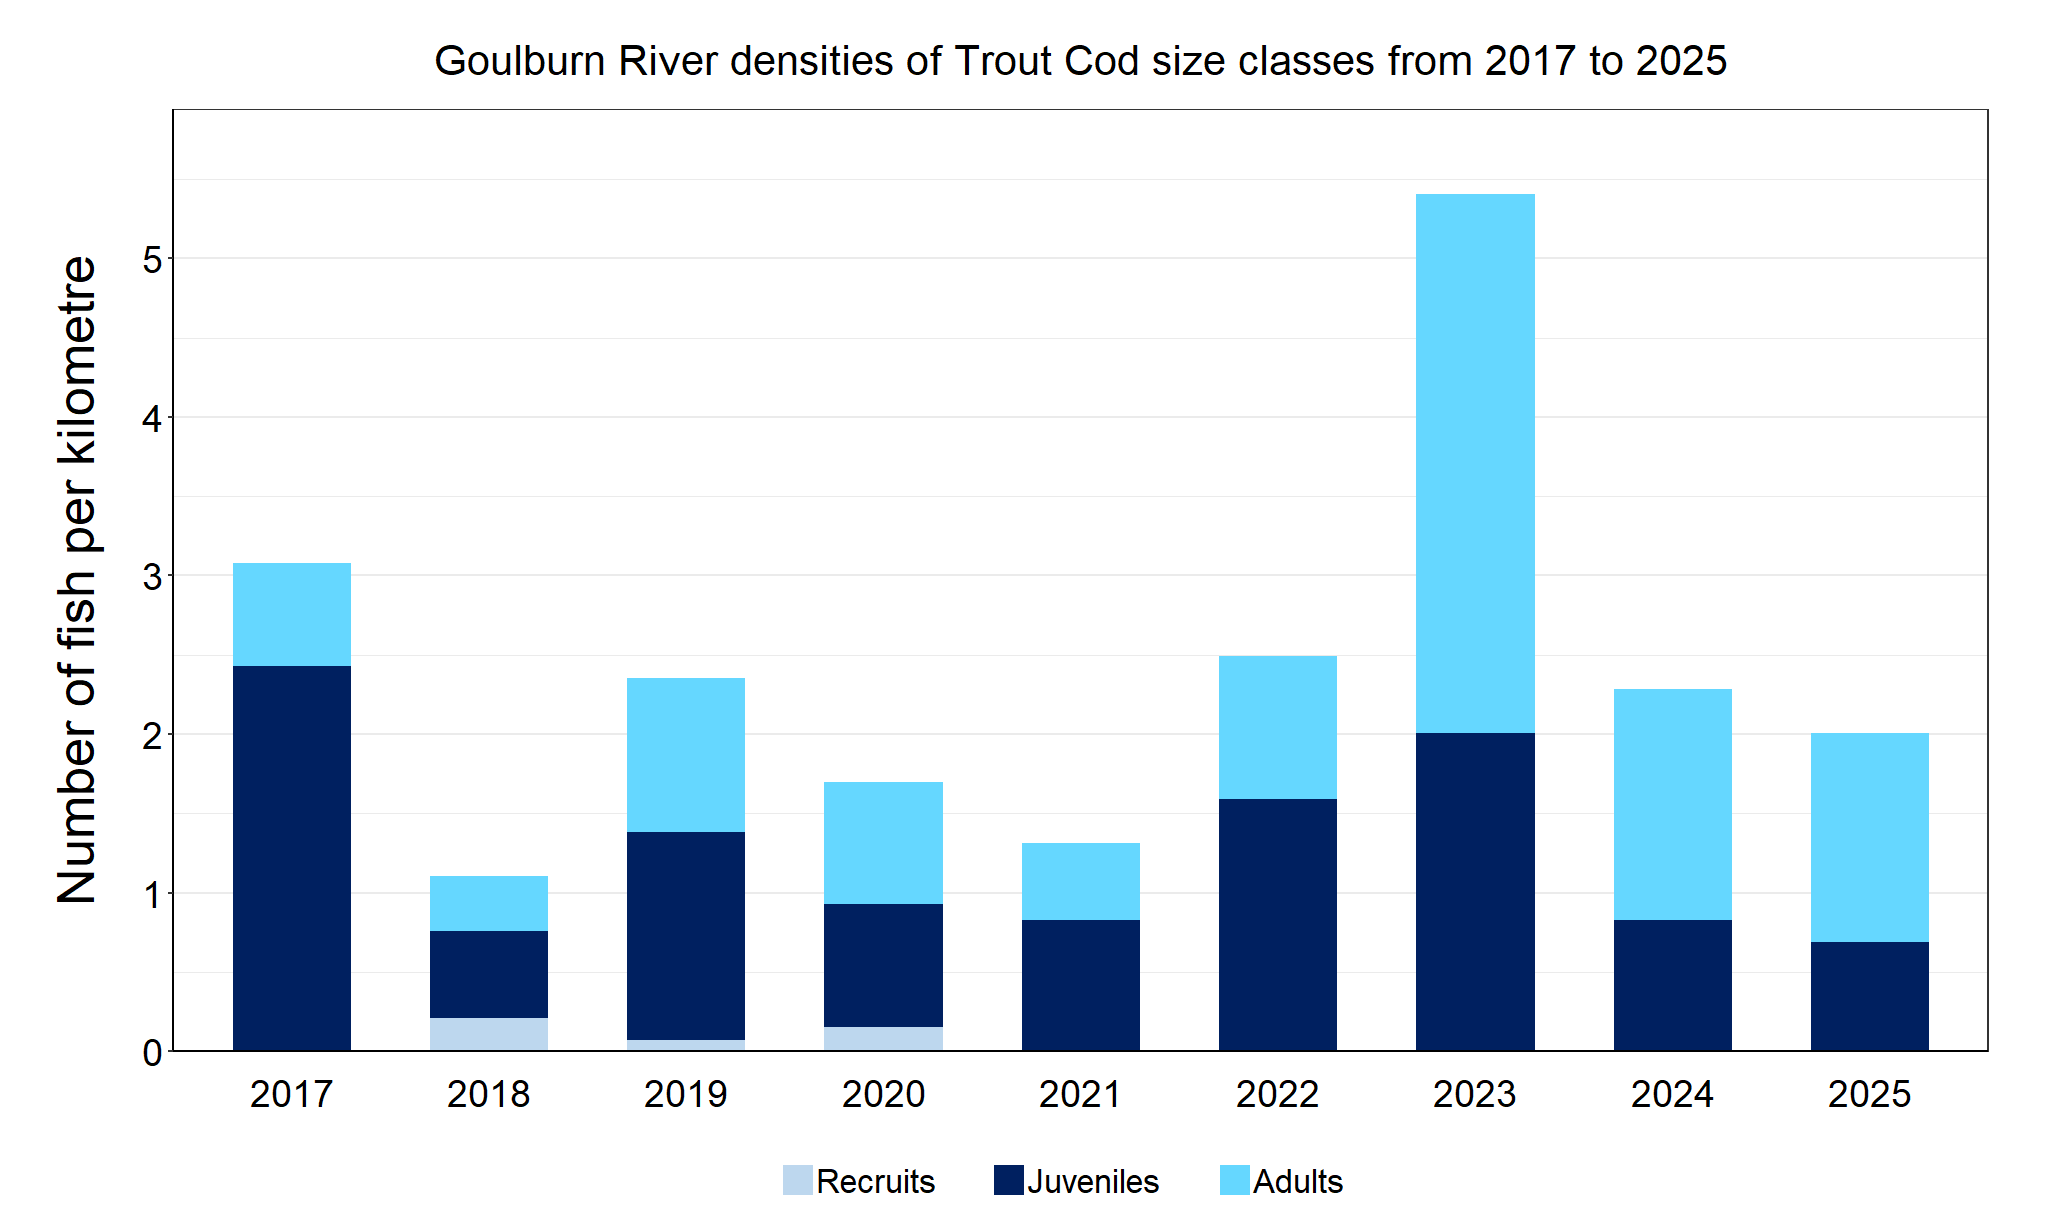 Goulburn River densities of Trout Cod size classes from 2017 to 2025
Number of fish per kilometre
5
4
3
2
1
0
2017 2018 2019 2020 2021 2022 2023 2024 2025
Recruits Juveniles Adults